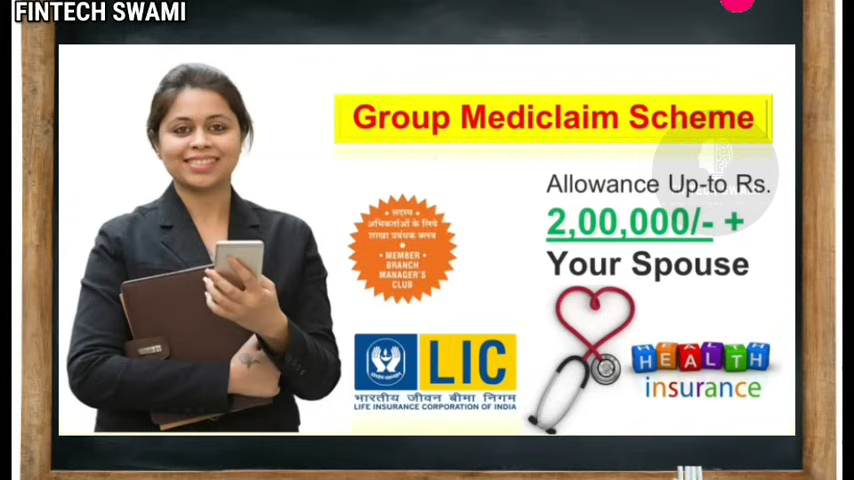 FINTECH SWAMI
Group Mediclaim Scheme
Allowance Up-to Rs.
2,00,000/- +
Your Spouse
सदस्य
अभिकर्ताओं के लिये
शाखा प्रबंधक क्लब
MEMBER
BRANCH
MANAGER'S
CLUB
LIC
भारतीय जीवन बीमा निगम
LIFE INSURANCE CORPORATION OF INDIA
HEALTH
insurance